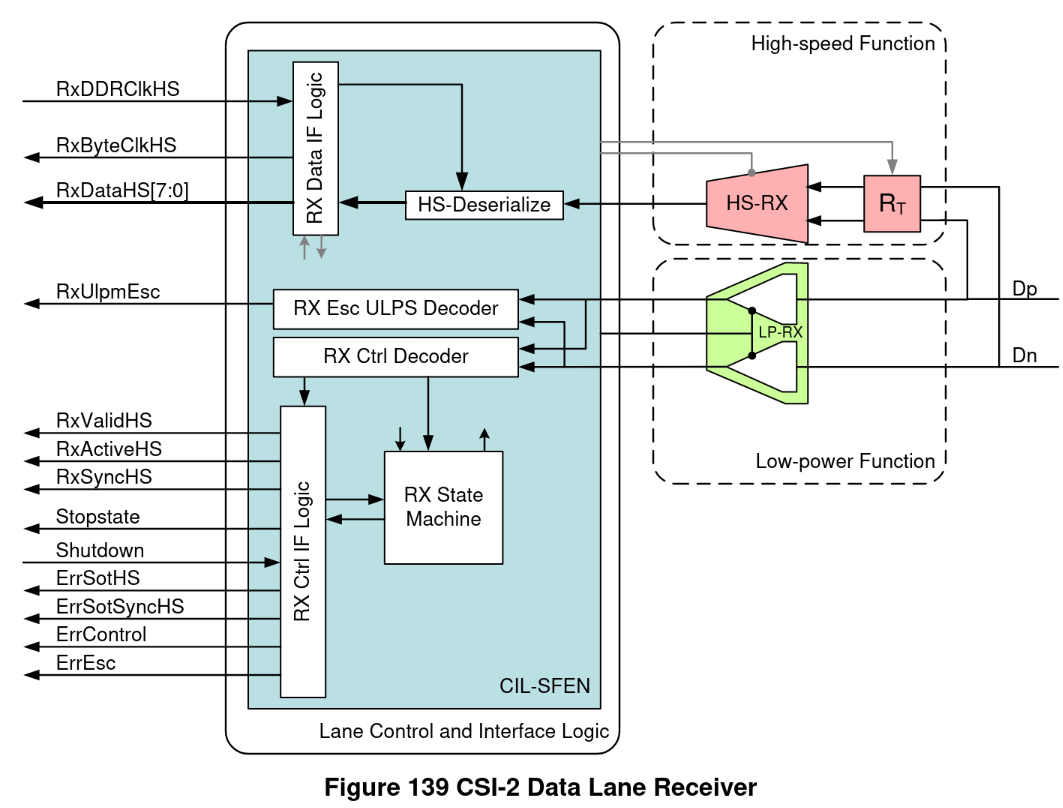 High-speed Function
RxDDRClkHS
RxByteClkHS
RxDataHS[7:0]
RX Data IF Logic
HS-Deserialize
HS-RX
RT
RxUlpmEsc
RX Esc ULPS Decoder
RX Ctrl Decoder
LP-RX
Dp
Dn
Low-power Function
RxValidHS
RxActiveHS
RxSyncHS
Stopstate
Shutdown
ErrSotHS
ErrSotSyncHS
ErrControl
ErrEsc
RX Ctrl IF Logic
RX State
Machine
CIL-SFEN
Lane Control and Interface Logic
Figure 139 CSI-2 Data Lane Receiver